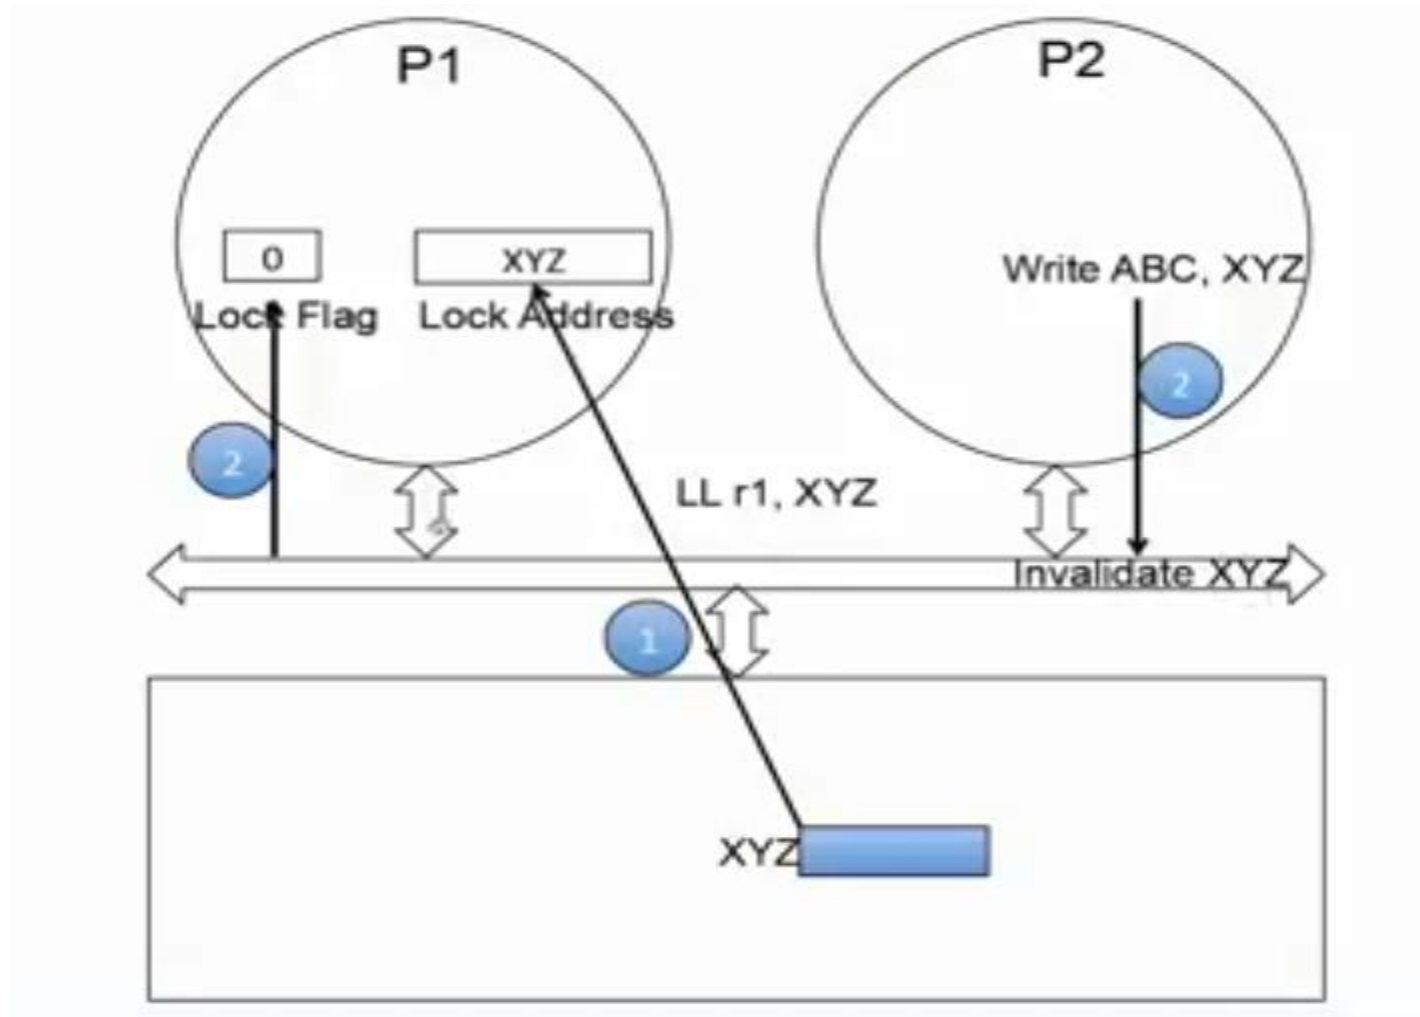 P1
P2
0
XYZ
Write ABC, XYZ
Lock Flag
Lock Address
2
2
LL r1, XYZ
Invalidate XYZ
1
XYZ